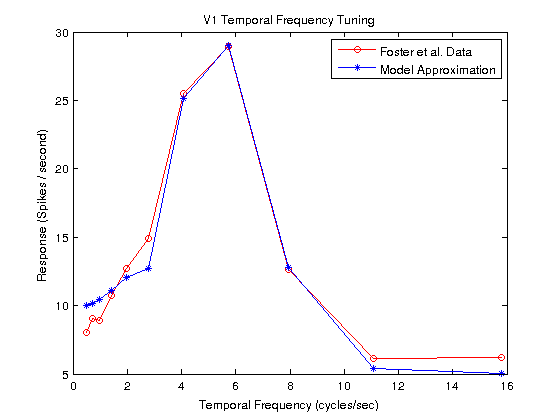 V1 Temporal Frequency Tuning
Foster et al. Data
Model Approximation
Response (Spikes / second)
30
25
20
15
10
5
0 2 4 6 8 10 12 14 16
Temporal Frequency (cycles/sec)